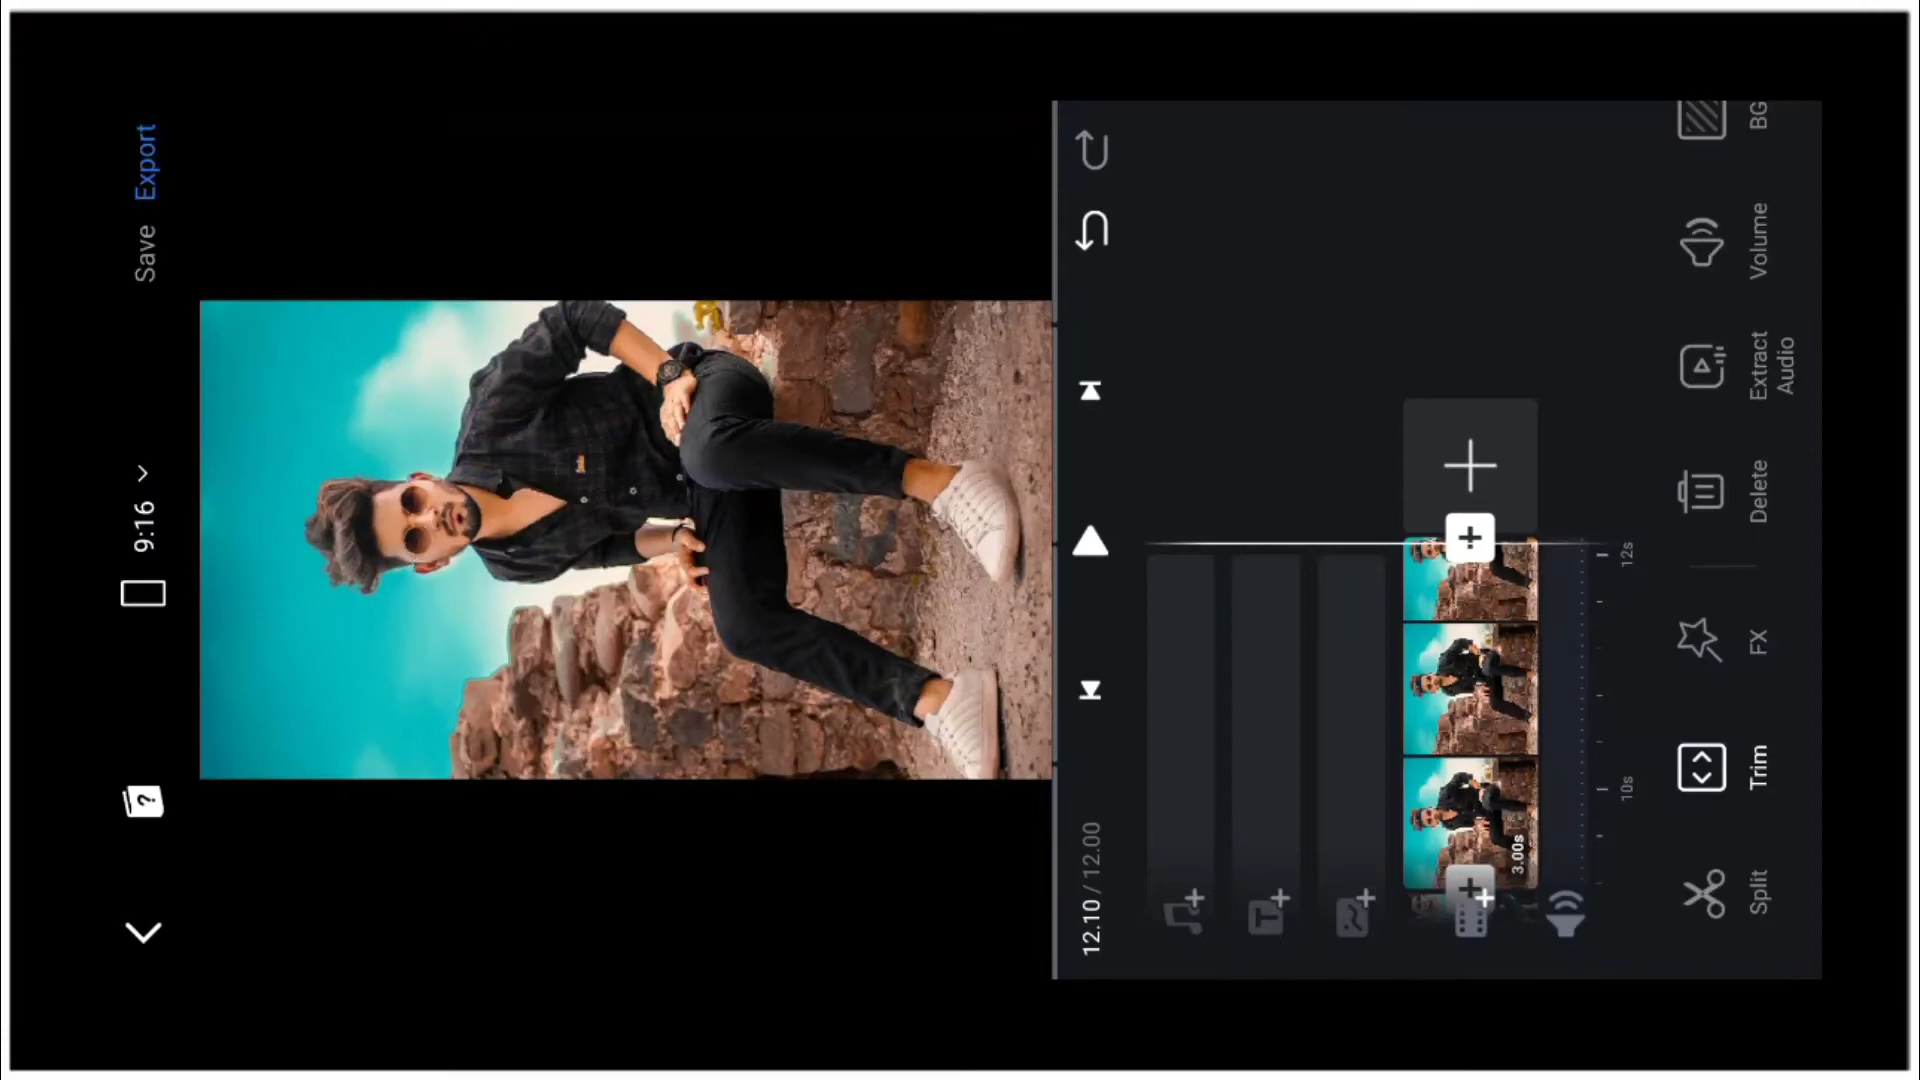 9:16
Save
Export
12.10 / 12.00
3.00s
10s
12s
Split
Trim
FX
Delete
Extract
Audio
Volume
BG